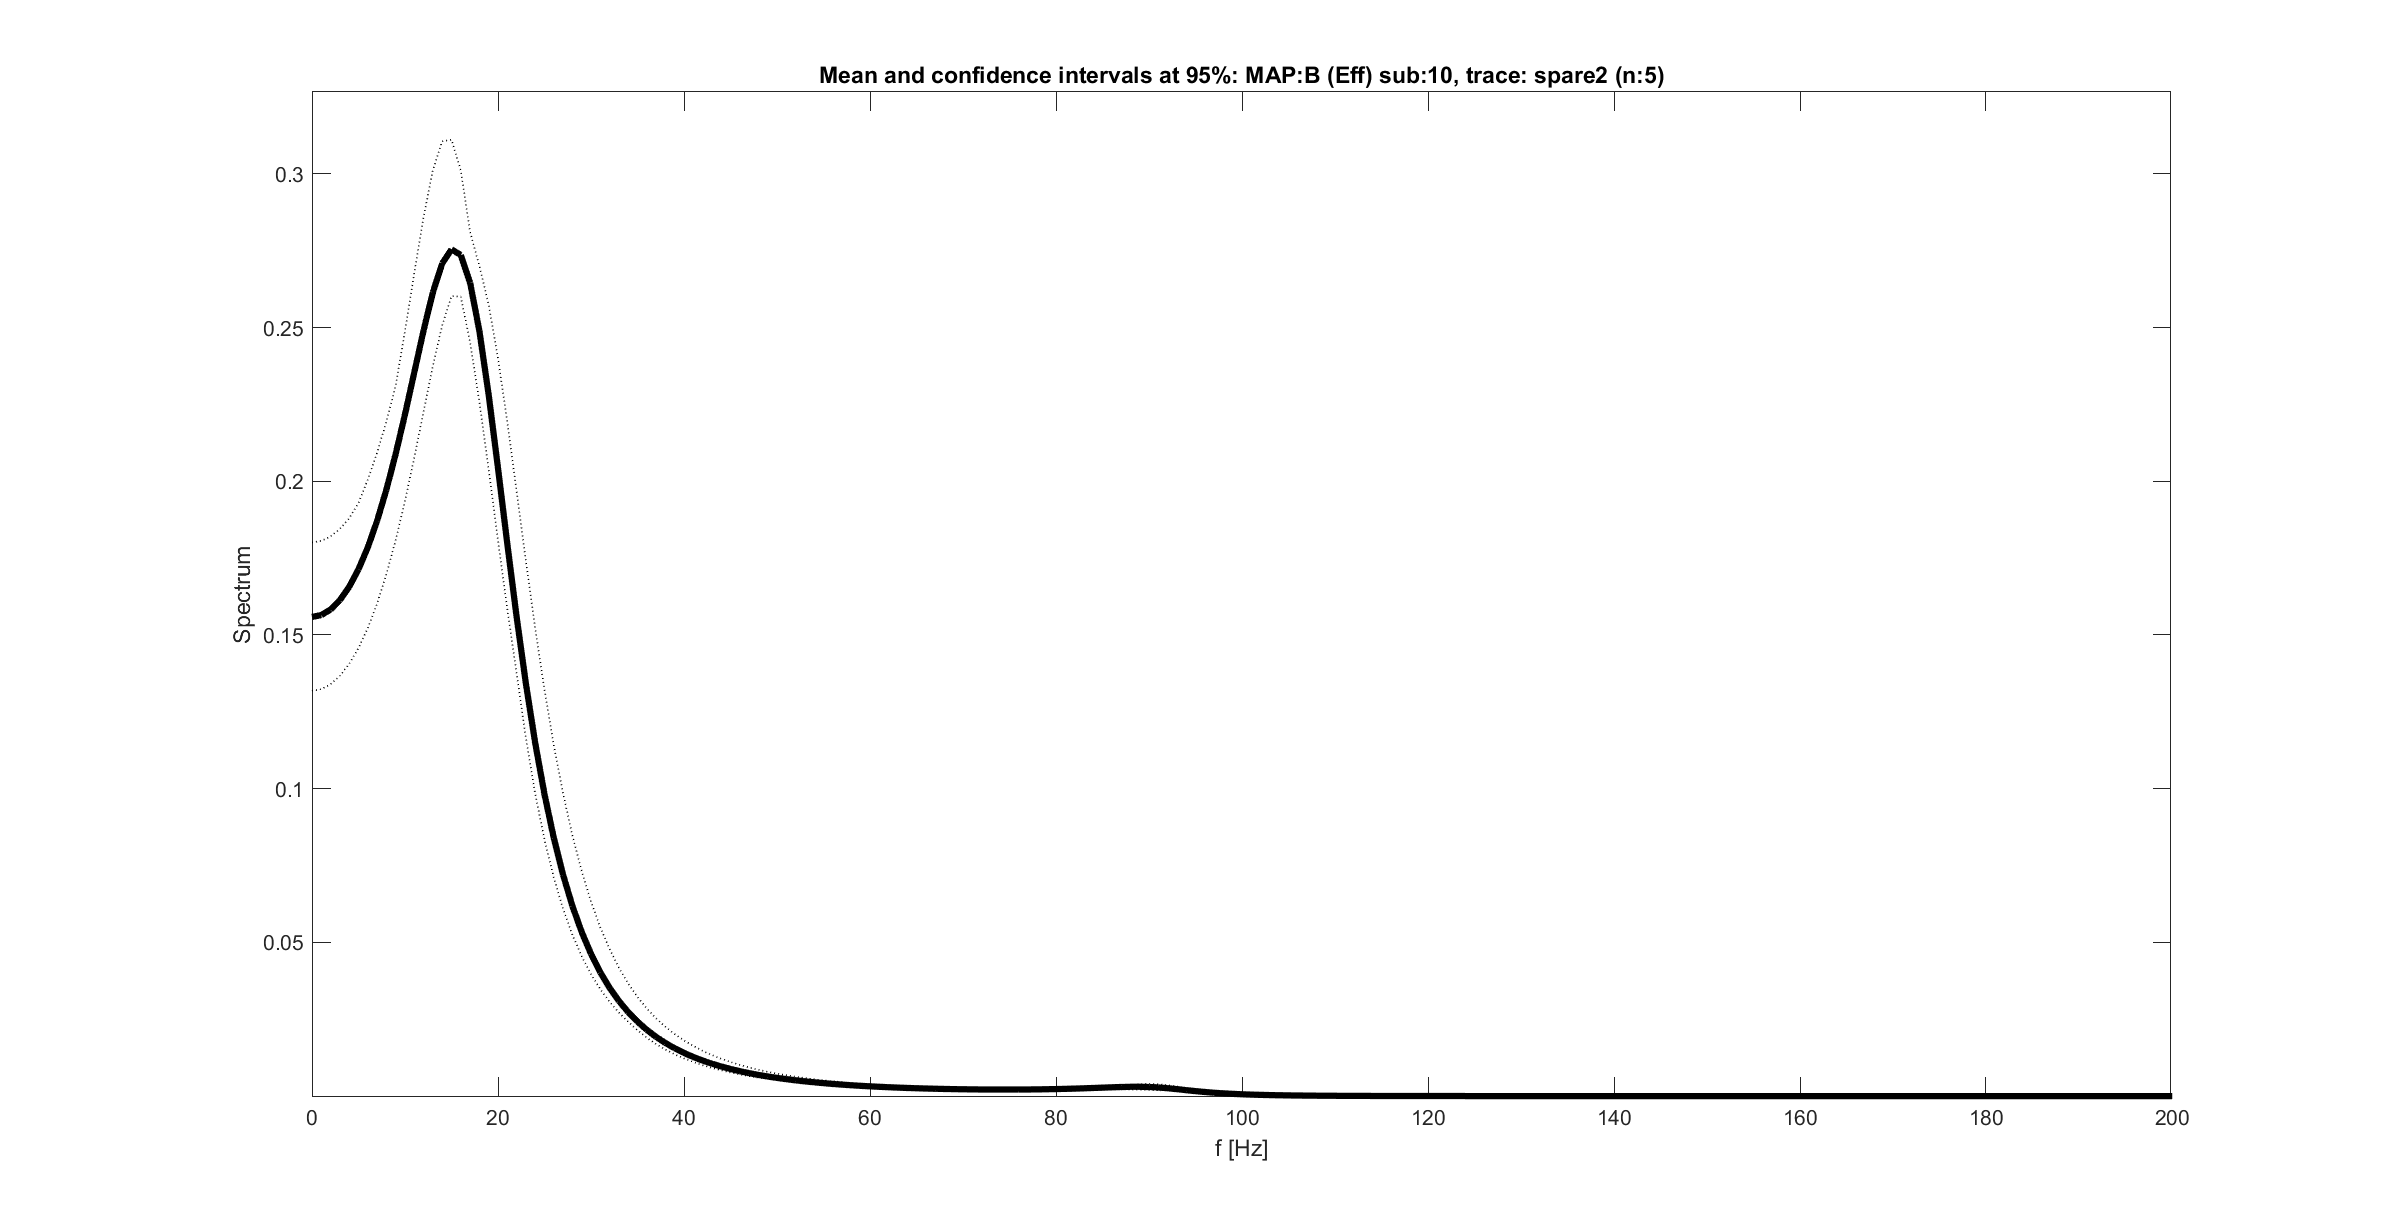 Mean and confidence intervals at 95%: MAP:B (Eff) sub:10, trace: spare2 (n:5)
0.3
0.25
0.2
0.15
0.1
0.05
Spectrum
0 20 40 60 80 100 120 140 160 180 200
f [Hz]